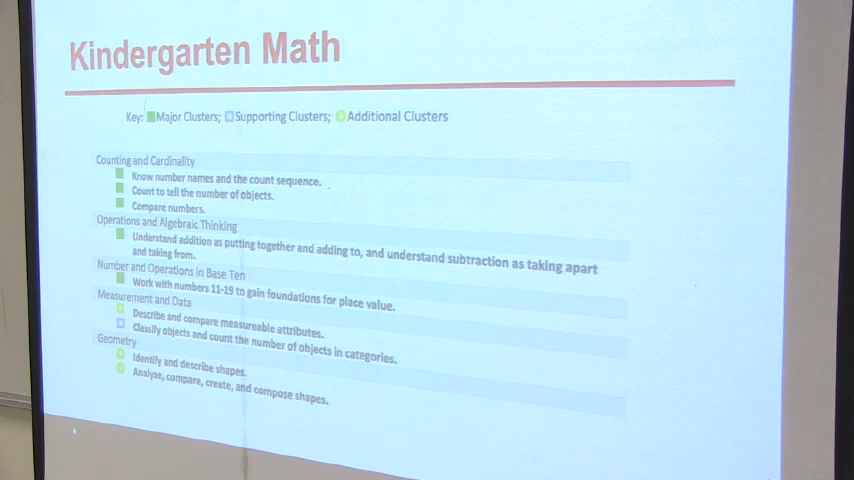 Kindergarten Math
Key: Major Clusters; Supporting Clusters; Additional Clusters
Counting and Cardinality
Know number names and the count sequence.
Count to tell the number of objects.
Compare numbers.
Operations and Algebraic Thinking
Understand addition as putting together and adding to, and understand subtraction as taking apart
and taking from.
Number and Operations in Base Ten
Work with numbers 11-19 to gain foundations for place value.
Measurement and Data
Describe and compare measureable attributes.
Classify objects and count the number of objects in categories.
Geometry
Identify and describe shapes.
Analyze, compare, create, and compose shapes.